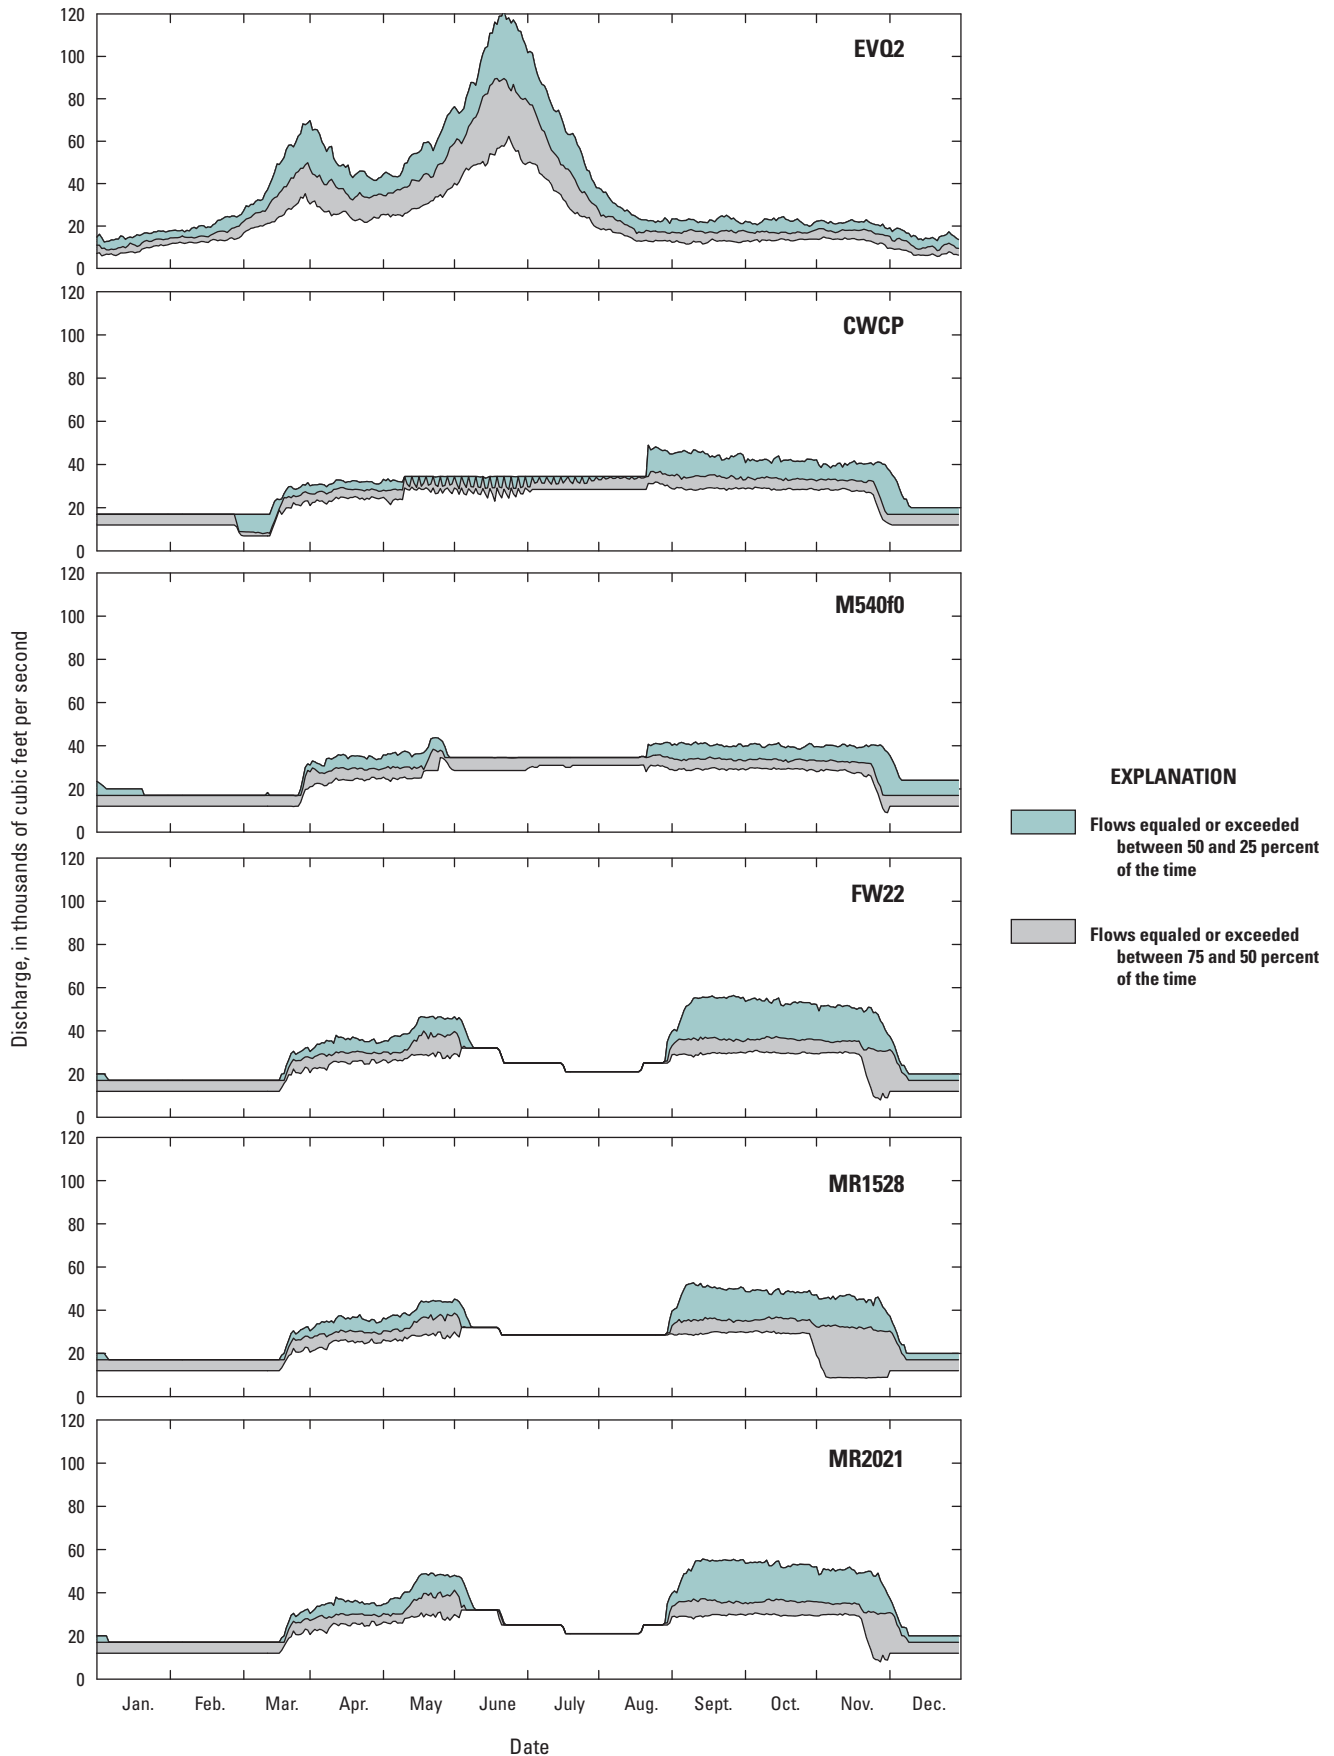 Discharge, in thousands of cubic feet per second
120
100
80
60
40
20
0
EVQ2
120
100
80
60
40
20
0
CWCP
120
100
80
60
40
20
0
M540f0
120
100
80
60
40
20
0
FW22
120
100
80
60
40
20
0
MR1528
120
100
80
60
40
20
0
MR2021
Jan. Feb. Mar. Apr. May June July Aug. Sept. Oct. Nov. Dec.
Date
EXPLANATION
Flows equaled or exceeded
between 50 and 25 percent
of the time
Flows equaled or exceeded
between 75 and 50 percent
of the time